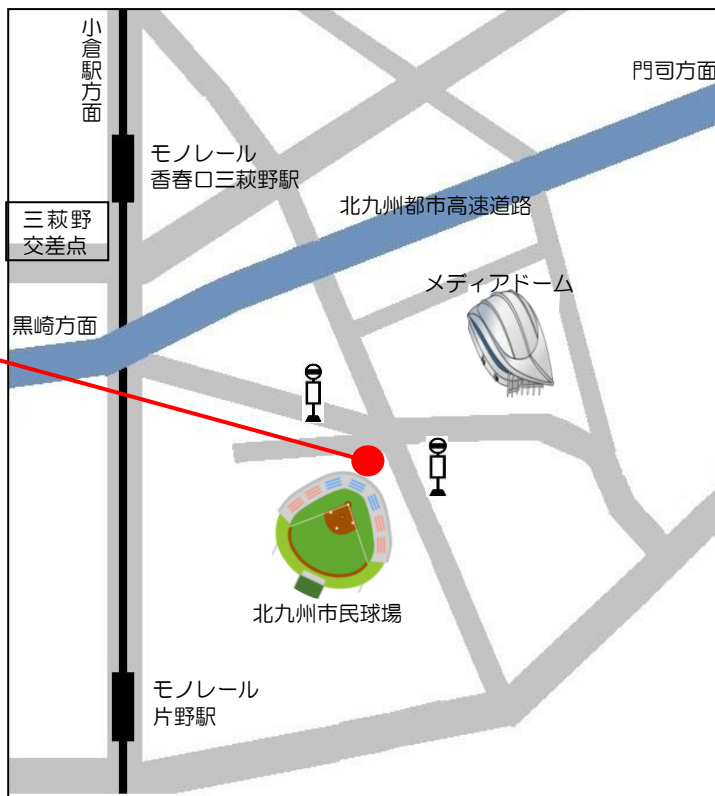 小倉駅方面
門司方面
モノレール
香春口三萩野駅
北九州都市高速道路
三萩野
交差点
メディアドーム
黒崎方面
北九州市民球場
モノレール
片野駅